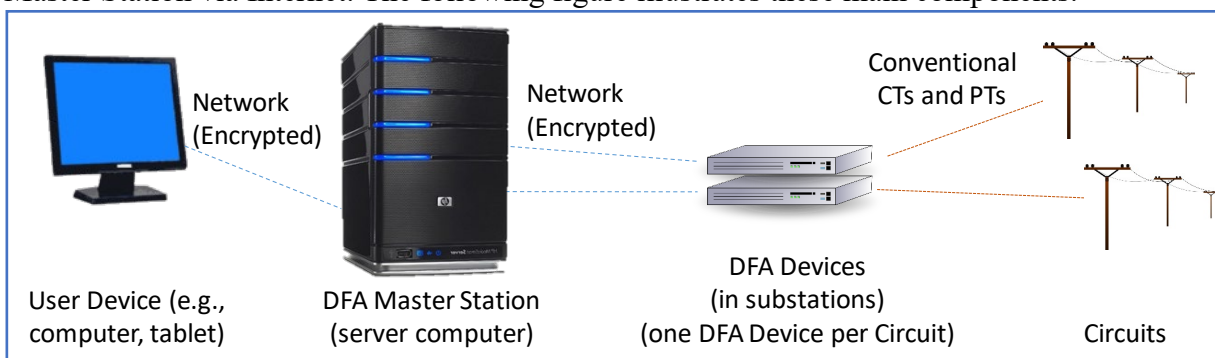 Master Station via Internet. The following figure illustrates these main components.
Network
(Encrypted)
Network
(Encrypted)
Conventional
CTs and PTs
User Device (e.g.,
computer, tablet)
DFA Master Station
(server computer)
DFA Devices
(in substations)
(one DFA Device per Circuit)
Circuits